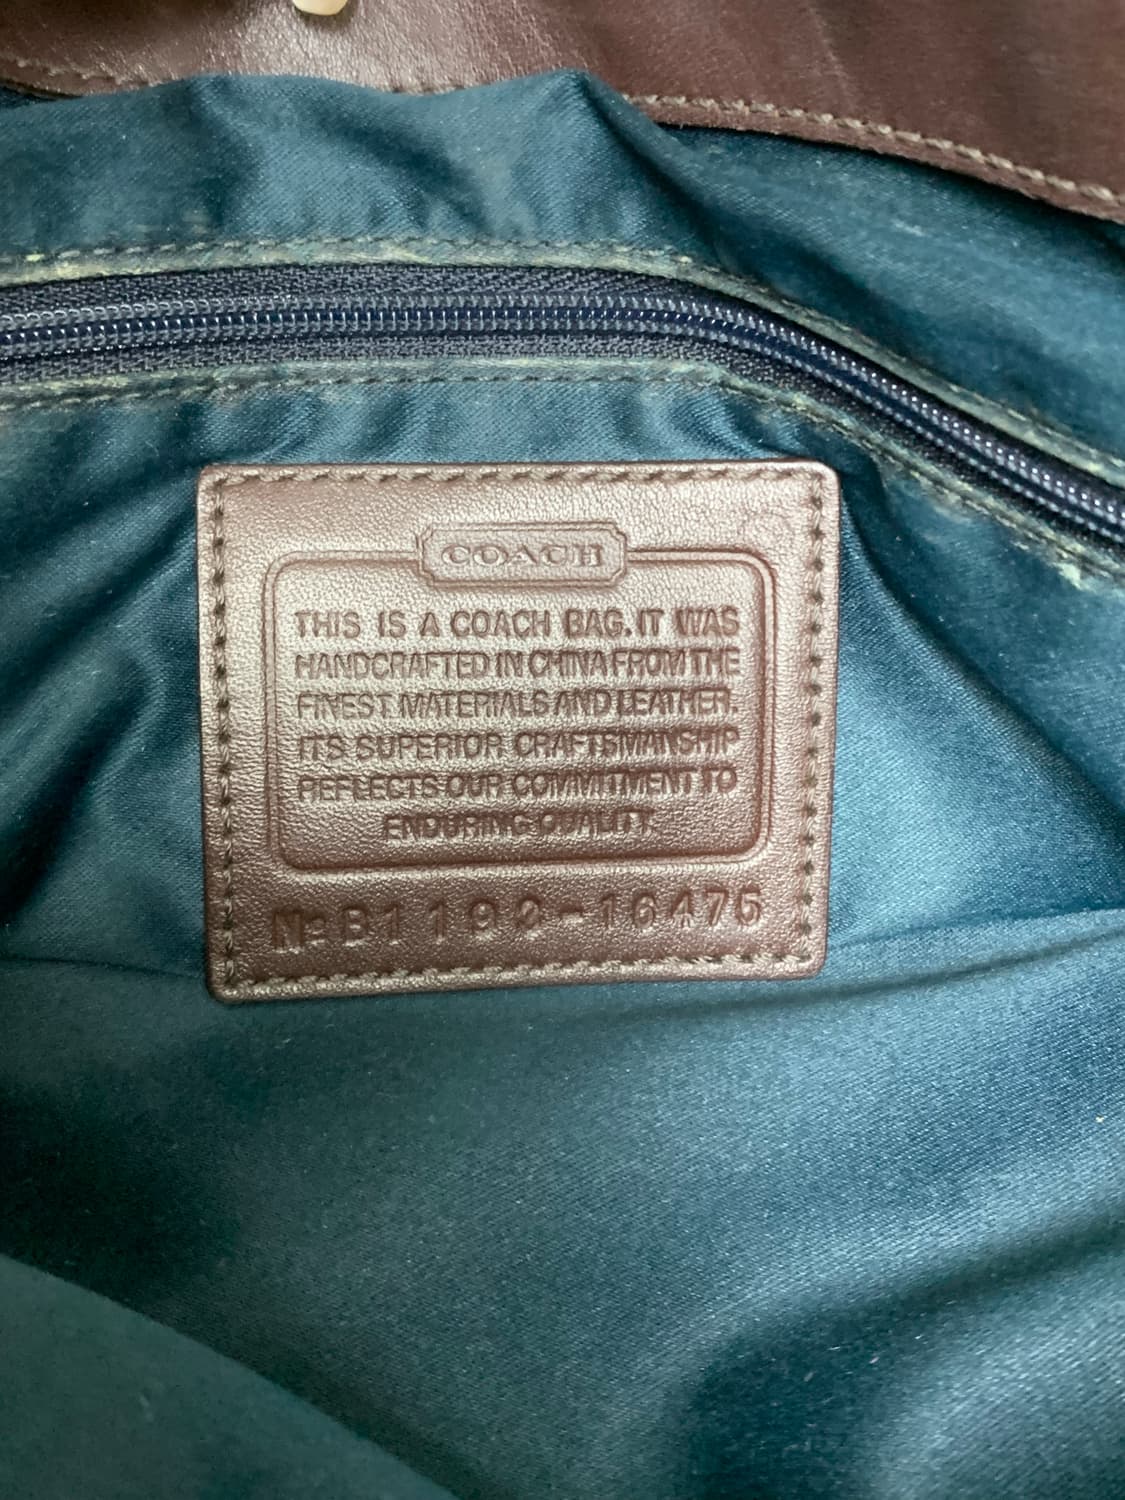 COACH
THIS IS A COACH BAG. IT WAS
HANDCRAFTED IN CHINA FROM THE
FINEST MATERIALS AND LEATHER.
ITS SUPERIOR CRAFTSMANSHIP
REFLECTS OUR COMMITMENT TO
ENDURING QUALITY.
№ B1190-16475